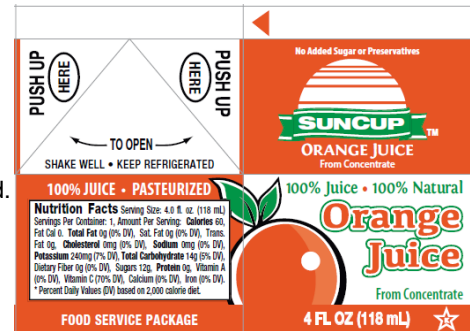 PUSH UP
HERE
PUSH UP
HERE
TO OPEN
SHAKE WELL • KEEP REFRIGERATED
No Added Sugar or Preservatives
SUNCUP TM
ORANGE JUICE
From Concentrate
d.
100% JUICE • PASTEURIZED
Nutrition Facts Serving Size: 4.0 fl. oz. (118 mL)
Servings Per Container: 1, Amount Per Serving: Calories 60,
Fat Cal 0. Total Fat 0g (0% DV), Sat. Fat 0g (0% DV), Trans.
Fat 0g, Cholesterol 0mg (0% DV), Sodium 0mg (0% DV),
Potassium 240mg (7% DV), Total Carbohydrate 14g (5% DV),
Dietary Fiber 0g (0% DV), Sugars 12g, Protein 0g, Vitamin A
(0% DV), Vitamin C (70% DV), Calcium (0% DV), Iron (0% DV).
* Percent Daily Values (DV) based on 2,000 calorie diet.
FOOD SERVICE PACKAGE
100% Juice • 100% Natural
Orange
Juice
From Concentrate
4 FL OZ (118 mL)